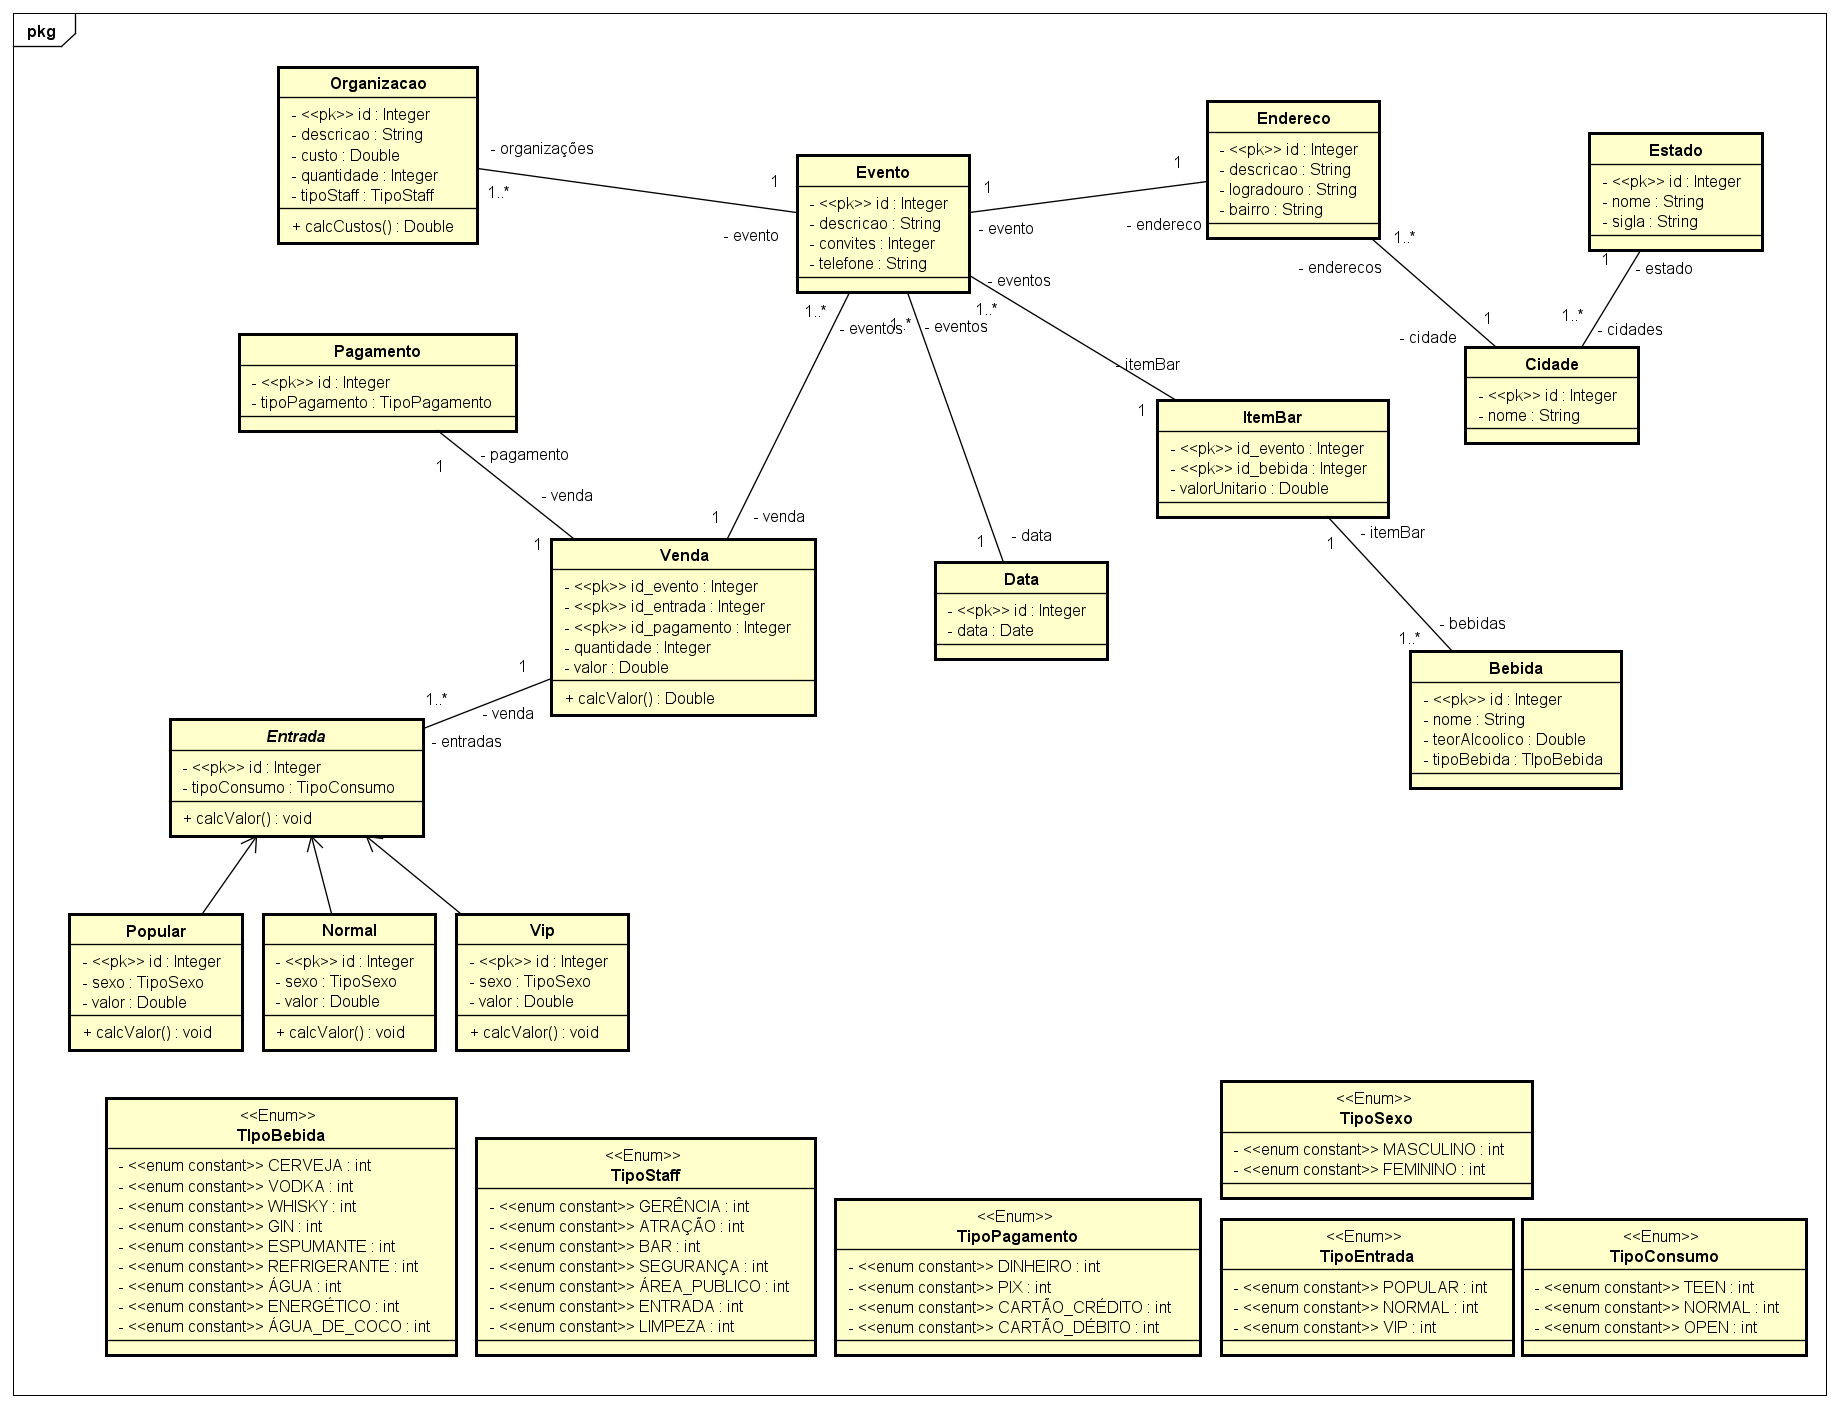 pkg
Organizacao
- <<pk>> id : Integer
- descricao : String
- custo : Double
- quantidade : Integer
- tipoStaff : TipoStaff
+ calcCustos() : Double
- organizações
1..*
1
- evento
Evento
- <<pk>> id : Integer
- descricao : String
- convites : Integer
- telefone : String
1
- evento
1
- endereco
Endereco
- <<pk>> id : Integer
- descricao : String
- logradouro : String
- bairro : String
1..*
- enderecos
1
- cidade
Estado
- <<pk>> id : Integer
- nome : String
- sigla : String
1
- estado
1..*
- cidades
Cidade
- <<pk>> id : Integer
- nome : String
1..*
- eventos
1..*
- eventos
- eventos
1..*
- itemBar
1
ItemBar
- <<pk>> id_evento : Integer
- <<pk>> id_bebida : Integer
- valorUnitario : Double
- itemBar
1
- bebidas
1..*
Bebida
- <<pk>> id : Integer
- nome : String
- teorAlcoolico : Double
- tipoBebida : TIpoBebida
Pagamento
- <<pk>> id : Integer
- tipoPagamento : TipoPagamento
- pagamento
1
- venda
1
1
- venda
Venda
- <<pk>> id_evento : Integer
- <<pk>> id_entrada : Integer
- <<pk>> id_pagamento : Integer
- quantidade : Integer
- valor : Double
+ calcValor() : Double
- data
1
Data
- <<pk>> id : Integer
- data : Date
1
- venda
1..*
- entradas
Entrada
- <<pk>> id : Integer
- tipoConsumo : TipoConsumo
+ calcValor() : void
Popular
- <<pk>> id : Integer
- sexo : TipoSexo
- valor : Double
+ calcValor() : void
Normal
- <<pk>> id : Integer
- sexo : TipoSexo
- valor : Double
+ calcValor() : void
Vip
- <<pk>> id : Integer
- sexo : TipoSexo
- valor : Double
+ calcValor() : void
<<Enum>>
TIpoBebida
- <<enum constant>> CERVEJA : int
- <<enum constant>> VODKA : int
- <<enum constant>> WHISKY : int
- <<enum constant>> GIN : int
- <<enum constant>> ESPUMANTE : int
- <<enum constant>> REFRIGERANTE : int
- <<enum constant>> ÁGUA : int
- <<enum constant>> ENERGÉTICO : int
- <<enum constant>> ÁGUA_DE_COCO : int
<<Enum>>
TipoStaff
- <<enum constant>> GERÊNCIA : int
- <<enum constant>> ATRAÇÃO : int
- <<enum constant>> BAR : int
- <<enum constant>> SEGURANÇA : int
- <<enum constant>> ÁREA_PUBLICO : int
- <<enum constant>> ENTRADA : int
- <<enum constant>> LIMPEZA : int
<<Enum>>
TipoPagamento
- <<enum constant>> DINHEIRO : int
- <<enum constant>> PIX : int
- <<enum constant>> CARTÃO_CRÉDITO : int
- <<enum constant>> CARTÃO_DÉBITO : int
<<Enum>>
TipoSexo
- <<enum constant>> MASCULINO : int
- <<enum constant>> FEMININO : int
<<Enum>>
TipoEntrada
- <<enum constant>> POPULAR : int
- <<enum constant>> NORMAL : int
- <<enum constant>> VIP : int
<<Enum>>
TipoConsumo
- <<enum constant>> TEEN : int
- <<enum constant>> NORMAL : int
- <<enum constant>> OPEN : int